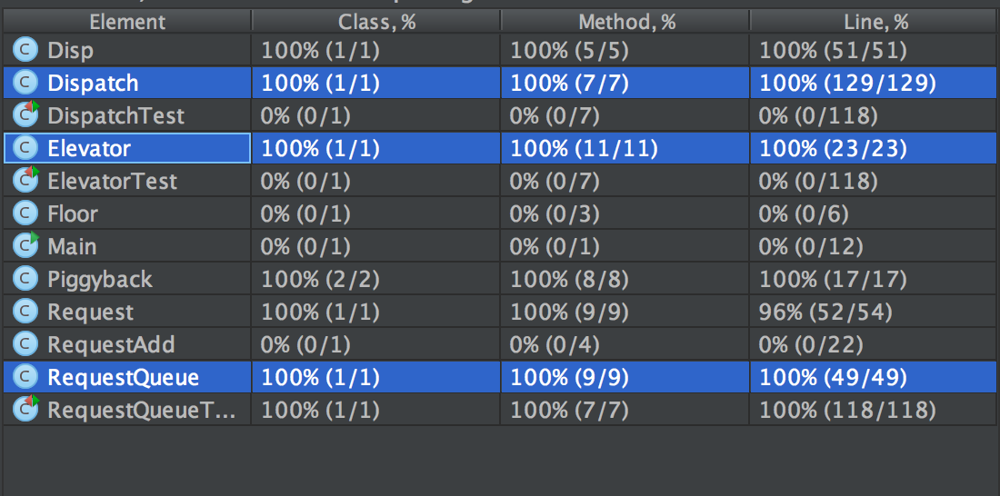 Element Class, % Method, % Line, %
C Disp 100% (1/1) 100% (5/5) 100% (51/51)
C Dispatch 100% (1/1) 100% (7/7) 100% (129/129)
C DispatchTest 0% (0/1) 0% (0/7) 0% (0/118)
C Elevator 100% (1/1) 100% (11/11) 100% (23/23)
C ElevatorTest 0% (0/1) 0% (0/7) 0% (0/118)
C Floor 0% (0/1) 0% (0/3) 0% (0/6)
C Main 0% (0/1) 0% (0/1) 0% (0/12)
C Piggyback 100% (2/2) 100% (8/8) 100% (17/17)
C Request 100% (1/1) 100% (9/9) 96% (52/54)
C RequestAdd 0% (0/1) 0% (0/4) 0% (0/22)
C RequestQueue 100% (1/1) 100% (9/9) 100% (49/49)
C RequestQueueT... 100% (1/1) 100% (7/7) 100% (118/118)